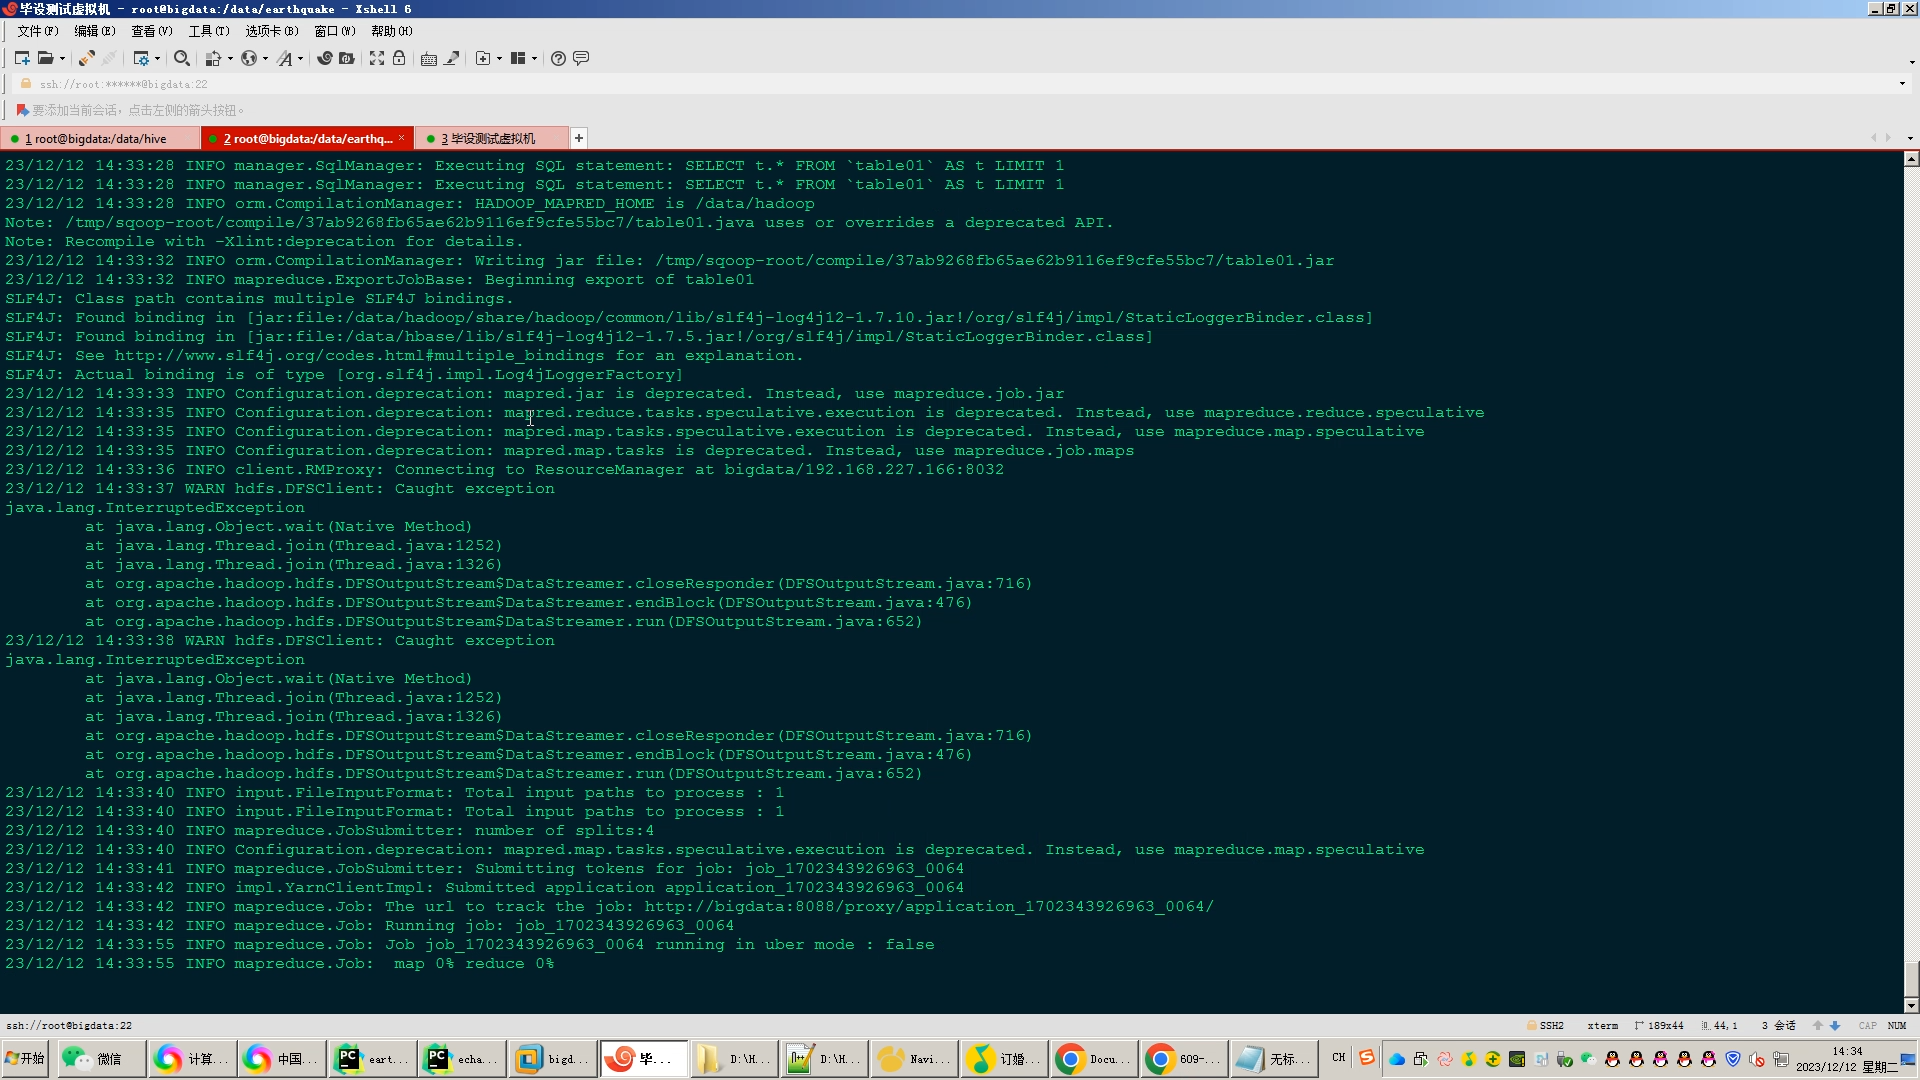 毕设测试虚拟机 - root@bigdata:/data/earthquake - Xshell 6
文件(F) 编辑(E) 查看(V) 工具(T) 选项卡(B) 窗口(W) 帮助(H)
ssh://root:******@bigdata:22
要添加当前会话，点击左侧的箭头按钮。
1 root@bigdata:/data/hive 2 root@bigdata:/data/earthq... × 3 毕设测试虚拟机 +
23/12/12 14:33:28 INFO manager.SqlManager: Executing SQL statement: SELECT t.* FROM `table01` AS t LIMIT 1
23/12/12 14:33:28 INFO manager.SqlManager: Executing SQL statement: SELECT t.* FROM `table01` AS t LIMIT 1
23/12/12 14:33:28 INFO orm.CompilationManager: HADOOP_MAPRED_HOME is /data/hadoop
Note: /tmp/sqoop-root/compile/37ab9268fb65ae62b9116ef9cfe55bc7/table01.java uses or overrides a deprecated API.
Note: Recompile with -Xlint:deprecation for details.
23/12/12 14:33:32 INFO orm.CompilationManager: Writing jar file: /tmp/sqoop-root/compile/37ab9268fb65ae62b9116ef9cfe55bc7/table01.jar
23/12/12 14:33:32 INFO mapreduce.ExportJobBase: Beginning export of table01
SLF4J: Class path contains multiple SLF4J bindings.
SLF4J: Found binding in [jar:file:/data/hadoop/share/hadoop/common/lib/slf4j-log4j12-1.7.10.jar!/org/slf4j/impl/StaticLoggerBinder.class]
SLF4J: Found binding in [jar:file:/data/hbase/lib/slf4j-log4j12-1.7.5.jar!/org/slf4j/impl/StaticLoggerBinder.class]
SLF4J: See http://www.slf4j.org/codes.html#multiple_bindings for an explanation.
SLF4J: Actual binding is of type [org.slf4j.impl.Log4jLoggerFactory]
23/12/12 14:33:33 INFO Configuration.deprecation: mapred.jar is deprecated. Instead, use mapreduce.job.jar
23/12/12 14:33:35 INFO Configuration.deprecation: mapred.reduce.tasks.speculative.execution is deprecated. Instead, use mapreduce.reduce.speculative
23/12/12 14:33:35 INFO Configuration.deprecation: mapred.map.tasks.speculative.execution is deprecated. Instead, use mapreduce.map.speculative
23/12/12 14:33:35 INFO Configuration.deprecation: mapred.map.tasks is deprecated. Instead, use mapreduce.job.maps
23/12/12 14:33:36 INFO client.RMProxy: Connecting to ResourceManager at bigdata/192.168.227.166:8032
23/12/12 14:33:37 WARN hdfs.DFSClient: Caught exception
java.lang.InterruptedException
at java.lang.Object.wait(Native Method)
at java.lang.Thread.join(Thread.java:1252)
at java.lang.Thread.join(Thread.java:1326)
at org.apache.hadoop.hdfs.DFSOutputStream$DataStreamer.closeResponder(DFSOutputStream.java:716)
at org.apache.hadoop.hdfs.DFSOutputStream$DataStreamer.endBlock(DFSOutputStream.java:476)
at org.apache.hadoop.hdfs.DFSOutputStream$DataStreamer.run(DFSOutputStream.java:652)
23/12/12 14:33:38 WARN hdfs.DFSClient: Caught exception
java.lang.InterruptedException
at java.lang.Object.wait(Native Method)
at java.lang.Thread.join(Thread.java:1252)
at java.lang.Thread.join(Thread.java:1326)
at org.apache.hadoop.hdfs.DFSOutputStream$DataStreamer.closeResponder(DFSOutputStream.java:716)
at org.apache.hadoop.hdfs.DFSOutputStream$DataStreamer.endBlock(DFSOutputStream.java:476)
at org.apache.hadoop.hdfs.DFSOutputStream$DataStreamer.run(DFSOutputStream.java:652)
23/12/12 14:33:40 INFO input.FileInputFormat: Total input paths to process : 1
23/12/12 14:33:40 INFO input.FileInputFormat: Total input paths to process : 1
23/12/12 14:33:40 INFO mapreduce.JobSubmitter: number of splits:4
23/12/12 14:33:40 INFO Configuration.deprecation: mapred.map.tasks.speculative.execution is deprecated. Instead, use mapreduce.map.speculative
23/12/12 14:33:41 INFO mapreduce.JobSubmitter: Submitting tokens for job: job_1702343926963_0064
23/12/12 14:33:42 INFO impl.YarnClientImpl: Submitted application application_1702343926963_0064
23/12/12 14:33:42 INFO mapreduce.Job: The url to track the job: http://bigdata:8088/proxy/application_1702343926963_0064/
23/12/12 14:33:42 INFO mapreduce.Job: Running job: job_1702343926963_0064
23/12/12 14:33:55 INFO mapreduce.Job: Job job_1702343926963_0064 running in uber mode : false
23/12/12 14:33:55 INFO mapreduce.Job:  map 0% reduce 0%
ssh://root@bigdata:22 SSH2 xterm 189x44 44,1 3 会话 CAP NUM
开始 微信 计算... 中国... eart... echa... bigd... 毕... D:\H... D:\H... Navi... 订婚... Docu... 609-... 无标... CH 14:34
2023/12/12 星期二